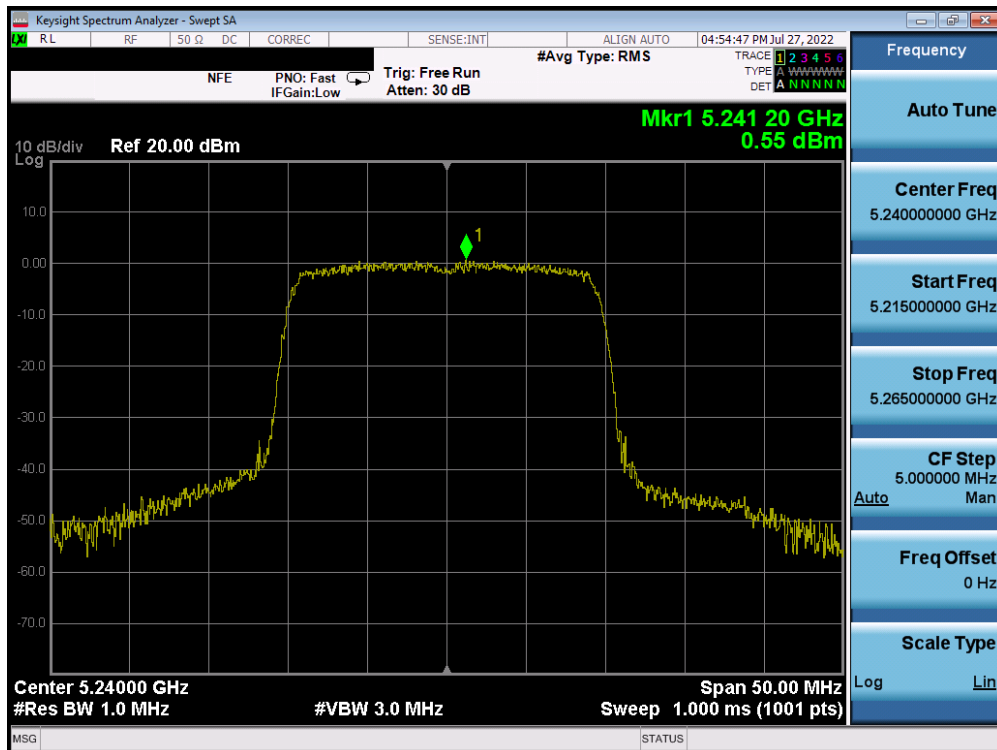 Keysight Spectrum Analyzer - Swept SA
LXI RL RF 50 Ω DC CORREC SENSE:INT ALIGN AUTO 04:54:47 PM Jul 27, 2022
NFE PNO: Fast Trig: Free Run #Avg Type: RMS TRACE 1 2 3 4 5 6
IFGain:Low Atten: 30 dB TYPE A WWWWW
DET A N N N N N
Mkr1 5.241 20 GHz
0.55 dBm
10 dB/div Ref 20.00 dBm
Log
10.0
1
0.00
-10.0
-20.0
-30.0
-40.0
-50.0
-60.0
-70.0
Center 5.24000 GHz Span 50.00 MHz
#Res BW 1.0 MHz #VBW 3.0 MHz Sweep 1.000 ms (1001 pts)
MSG STATUS
Frequency
Auto Tune
Center Freq
5.240000000 GHz
Start Freq
5.215000000 GHz
Stop Freq
5.265000000 GHz
CF Step
5.000000 MHz
Auto Man
Freq Offset
0 Hz
Scale Type
Log Lin